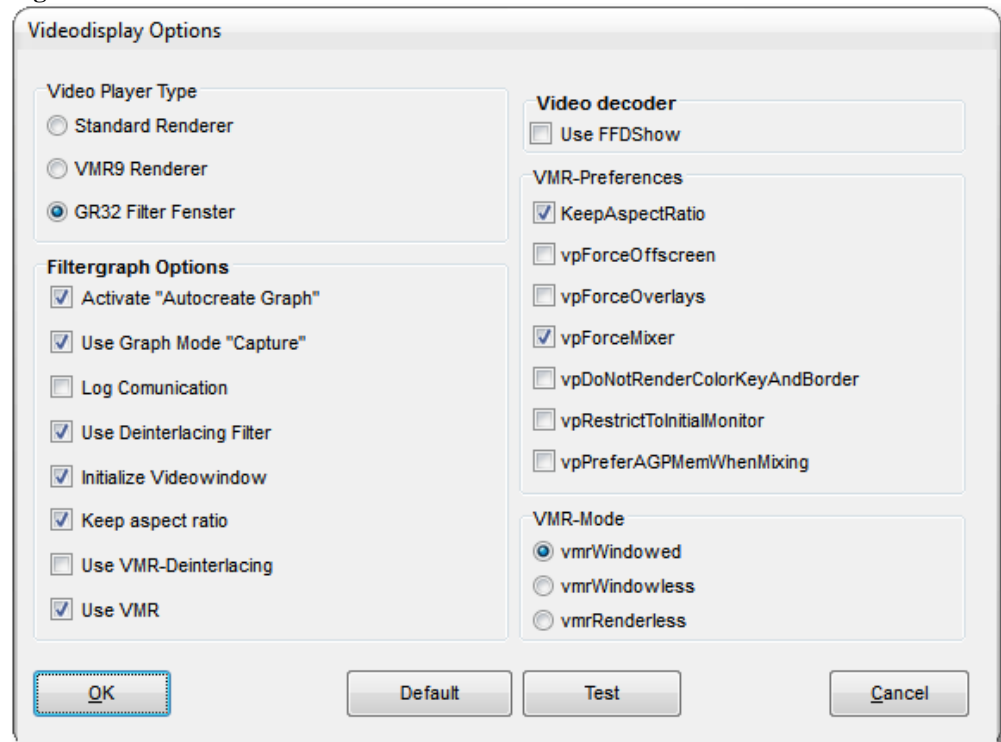 Videodisplay Options
Video Player Type
Standard Renderer
VMR9 Renderer
GR32 Filter Fenster
Filtergraph Options
Activate "Autocreate Graph"
Use Graph Mode "Capture"
Log Comunication
Use Deinterlacing Filter
Initialize Videowindow
Keep aspect ratio
Use VMR-Deinterlacing
Use VMR
Video decoder
Use FFDShow
VMR-Preferences
KeepAspectRatio
vpForceOffscreen
vpForceOverlays
vpForceMixer
vpDoNotRenderColorKeyAndBorder
vpRestrictToInitialMonitor
vpPreferAGPMemWhenMixing
VMR-Mode
vmrWindowed
vmrWindowless
vmrRenderless
OK
Default
Test
Cancel